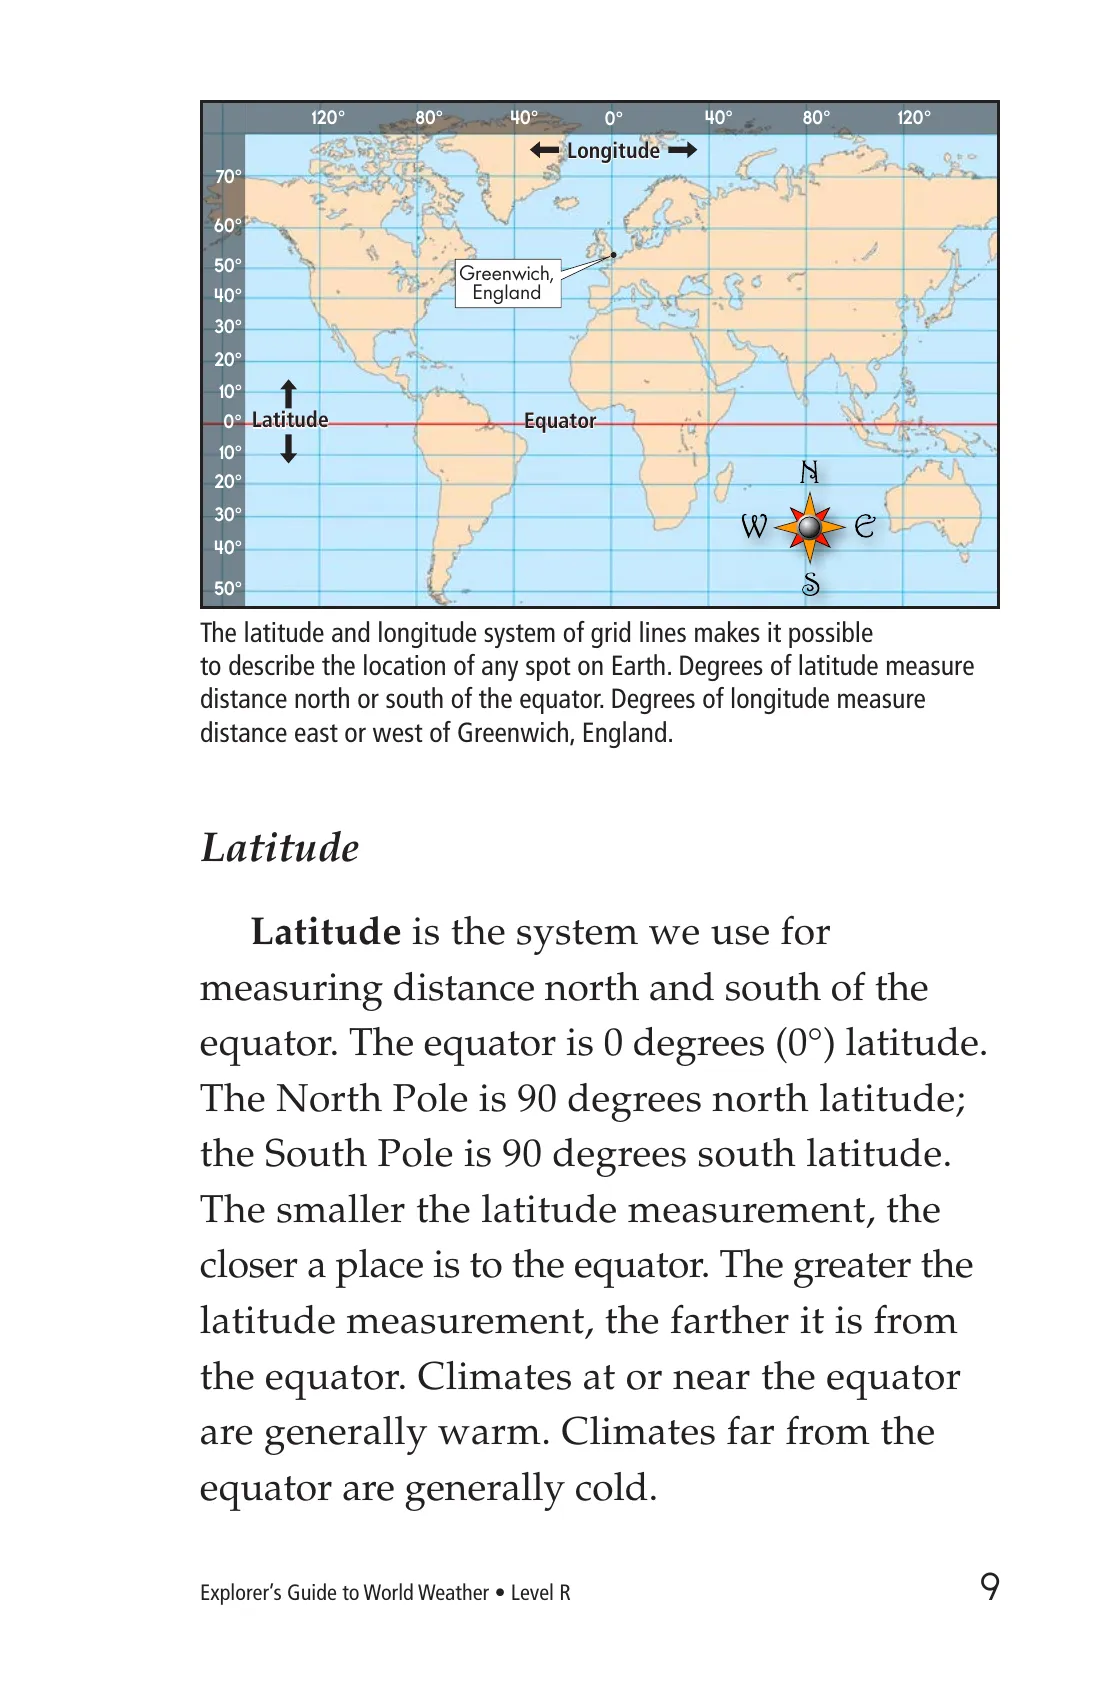 120° 80° 40° 0° 40° 80° 120°
Longitude
70°
60°
Greenwich,
England
50°
40°
30°
20°
10°
0° Latitude Equator
10°
20°
30°
40°
50°
N
W E
S
The latitude and longitude system of grid lines makes it possible
to describe the location of any spot on Earth. Degrees of latitude measure
distance north or south of the equator. Degrees of longitude measure
distance east or west of Greenwich, England.
Latitude
Latitude is the system we use for
measuring distance north and south of the
equator. The equator is 0 degrees (0°) latitude.
The North Pole is 90 degrees north latitude;
the South Pole is 90 degrees south latitude.
The smaller the latitude measurement, the
closer a place is to the equator. The greater the
latitude measurement, the farther it is from
the equator. Climates at or near the equator
are generally warm. Climates far from the
equator are generally cold.
Explorer’s Guide to World Weather • Level R 9